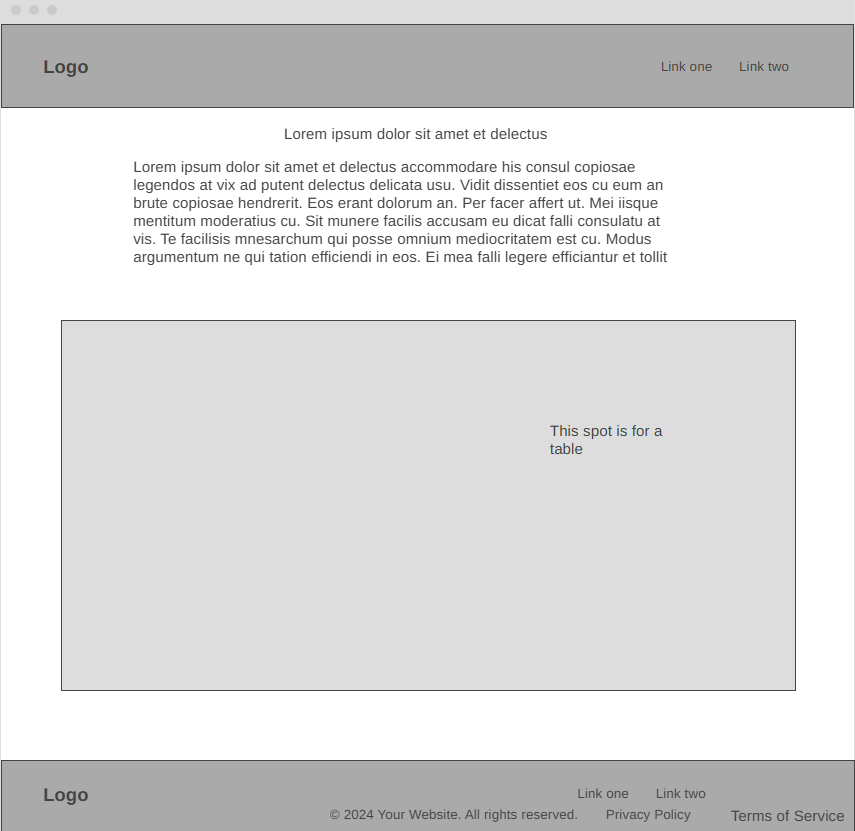 Logo
Link one
Link two
Lorem ipsum dolor sit amet et delectus
Lorem ipsum dolor sit amet et delectus accommodare his consul copiosae
legendos at vix ad putent delectus delicata usu. Vidit dissentiet eos cu eum an
brute copiosae hendrerit. Eos erant dolorum an. Per facer affert ut. Mei iisque
mentitum moderatius cu. Sit munere facilis accusam eu dicat falli consulatu at
vis. Te facilisis mnesarchum qui posse omnium mediocritatem est cu. Modus
argumentum ne qui tation efficiendi in eos. Ei mea falli legere efficiantur et tollit
This spot is for a
table
Logo
Link one
Link two
© 2024 Your Website. All rights reserved.
Privacy Policy
Terms of Service